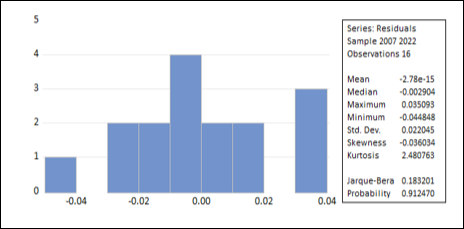 5
4
3
2
1
0
-0.04 -0.02 0.00 0.02 0.04
Series: Residuals
Sample 2007 2022
Observations 16
Mean -2.78e-15
Median -0.002904
Maximum 0.035093
Minimum -0.044848
Std. Dev. 0.022045
Skewness -0.036034
Kurtosis 2.480763
Jarque-Bera 0.183201
Probability 0.912470